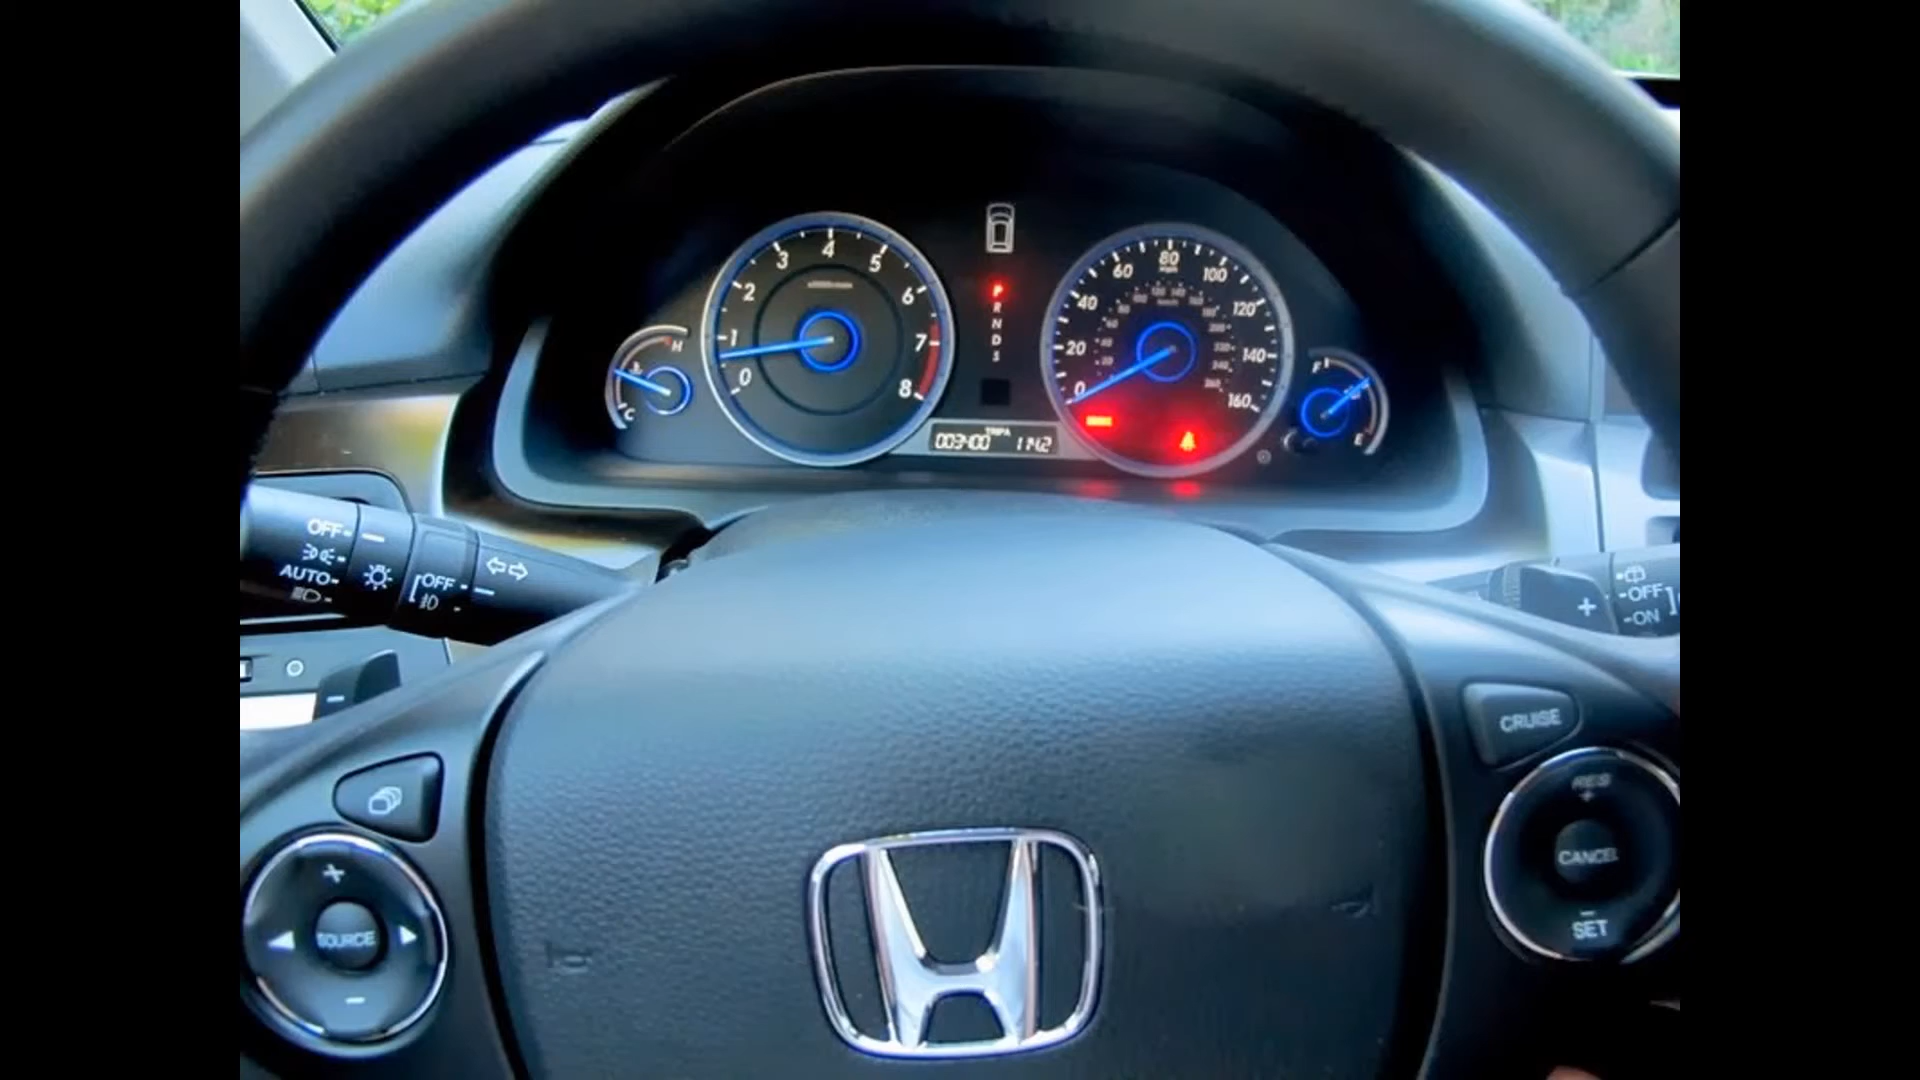 1 2 3 4 5 6 7 8
0
H
C
P
R
N
D
S
0 20 40 60 80 100 120 140 160
F
E
003400 TRIP A 114.2
OFF
AUTO
OFF
+
OFF
ON
CRUISE
RES
+
CANCEL
−
SET
+
SOURCE
−